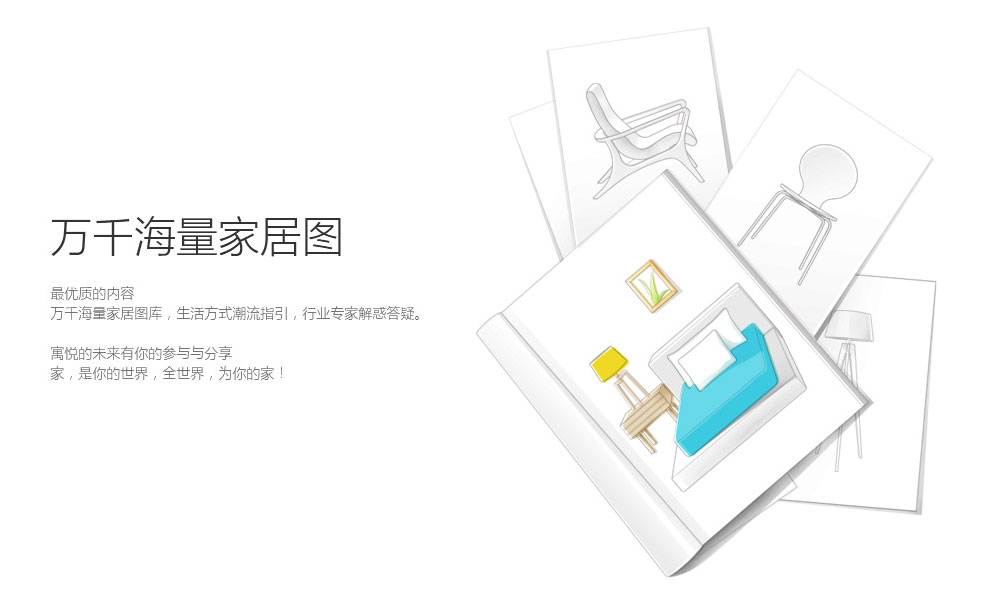 万千海量家居图
最优质的内容
万千海量家居图库，生活方式潮流指引，行业专家解惑答疑。
寓悦的未来有你的参与与分享
家，是你的世界，全世界，为你的家！